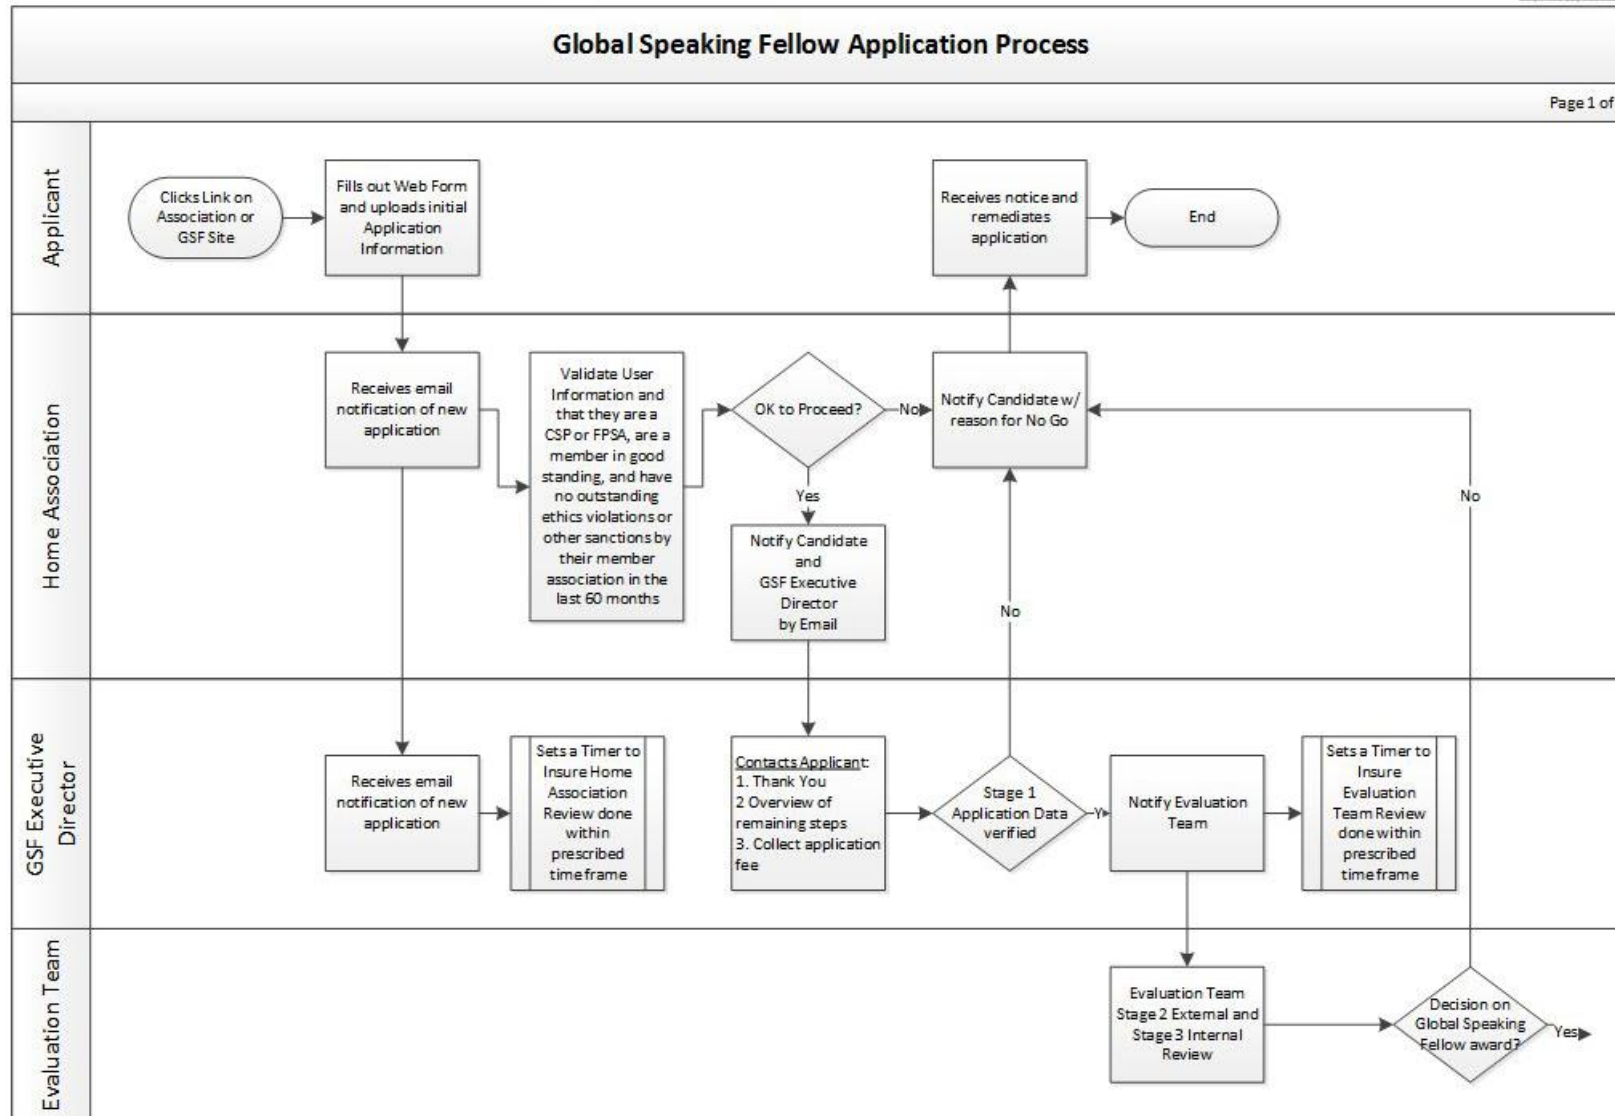 Global Speaking Fellow Application Process
Page 1 of
Applicant
Clicks Link on
Association or
GSF Site
Fills out Web Form
and uploads initial
Application
Information
Receives notice and
remediates
application
End
Home Association
Receives email
notification of new
application
Validate User
Information and
that they are a
CSP or FPSA, are a
member in good
standing, and have
no outstanding
ethics violations or
other sanctions by
their member
association in the
last 60 months
OK to Proceed?
No
Notify Candidate w/
reason for No Go
Yes
Notify Candidate
and
GSF Executive
Director
by Email
No
No
GSF Executive
Director
Receives email
notification of new
application
Sets a Timer to
Insure Home
Association
Review done
within
prescribed
time frame
Contacts Applicant:
1. Thank You
2 Overview of
remaining steps
3. Collect application
fee
Stage 1
Application Data
verified
Y
Notify Evaluation
Team
Sets a Timer to
Insure
Evaluation
Team Review
done within
prescribed
time frame
Evaluation Team
Evaluation Team
Stage 2 External and
Stage 3 Internal
Review
Decision on
Global Speaking
Fellow award?
Yes